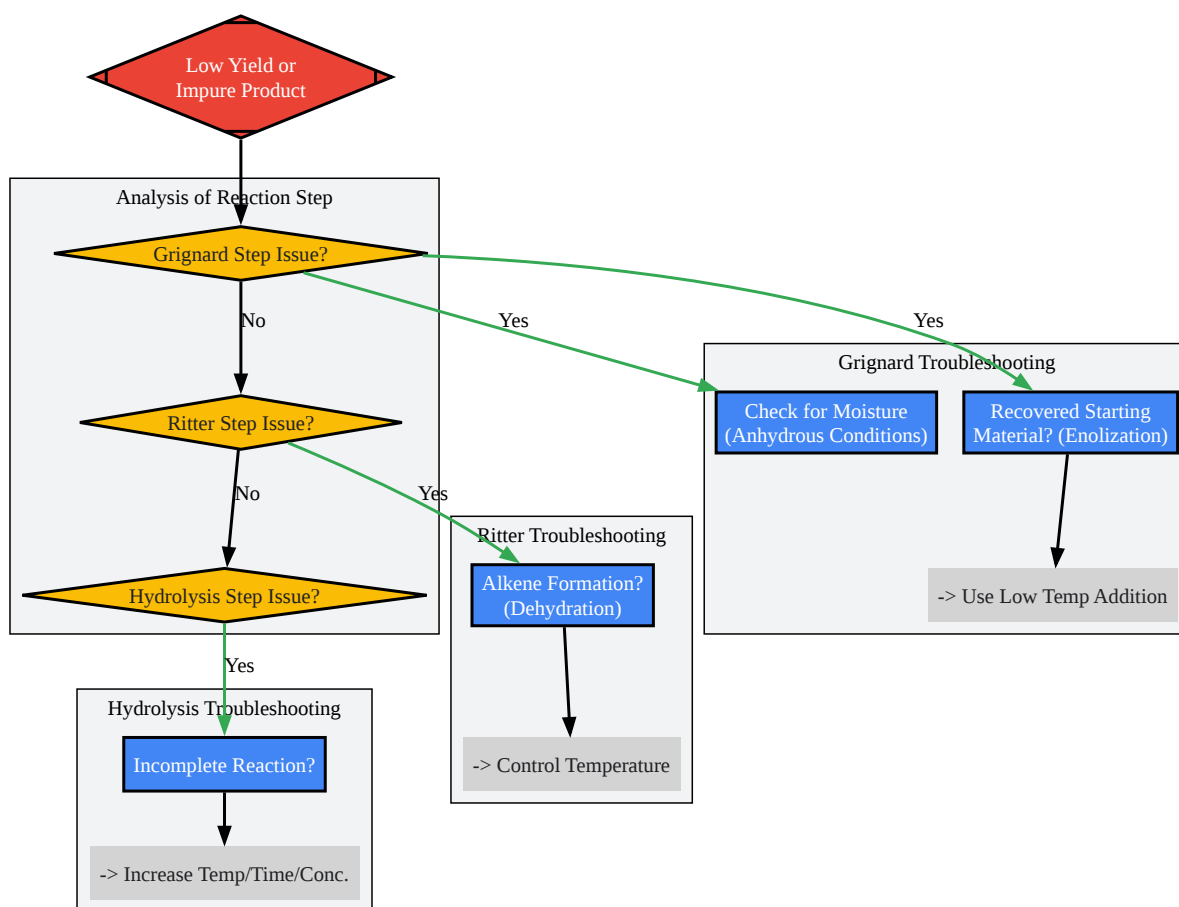 Low Yield or
Impure Product
Analysis of Reaction Step
Grignard Step Issue?
No
Yes
Yes
Grignard Troubleshooting
Check for Moisture
(Anhydrous Conditions)
Recovered Starting
Material? (Enolization)
-> Use Low Temp Addition
Ritter Step Issue?
No
Yes
Ritter Troubleshooting
Alkene Formation?
(Dehydration)
-> Control Temperature
Hydrolysis Step Issue?
Yes
Hydrolysis Troubleshooting
Incomplete Reaction?
-> Increase Temp/Time/Conc.